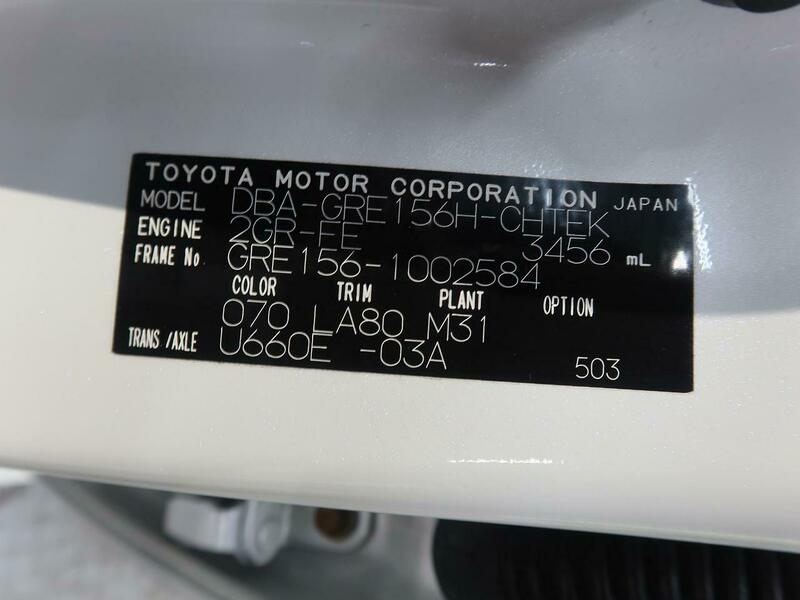 TOYOTA MOTOR CORPORATION JAPAN
MODEL DBA-GRE156H-CHTEK
ENGINE 2GR-FE 3456 mL
FRAME No. GRE156-1002584
COLOR TRIM PLANT OPTION
070 LA80 M31
TRANS/AXLE U660E -03A 503